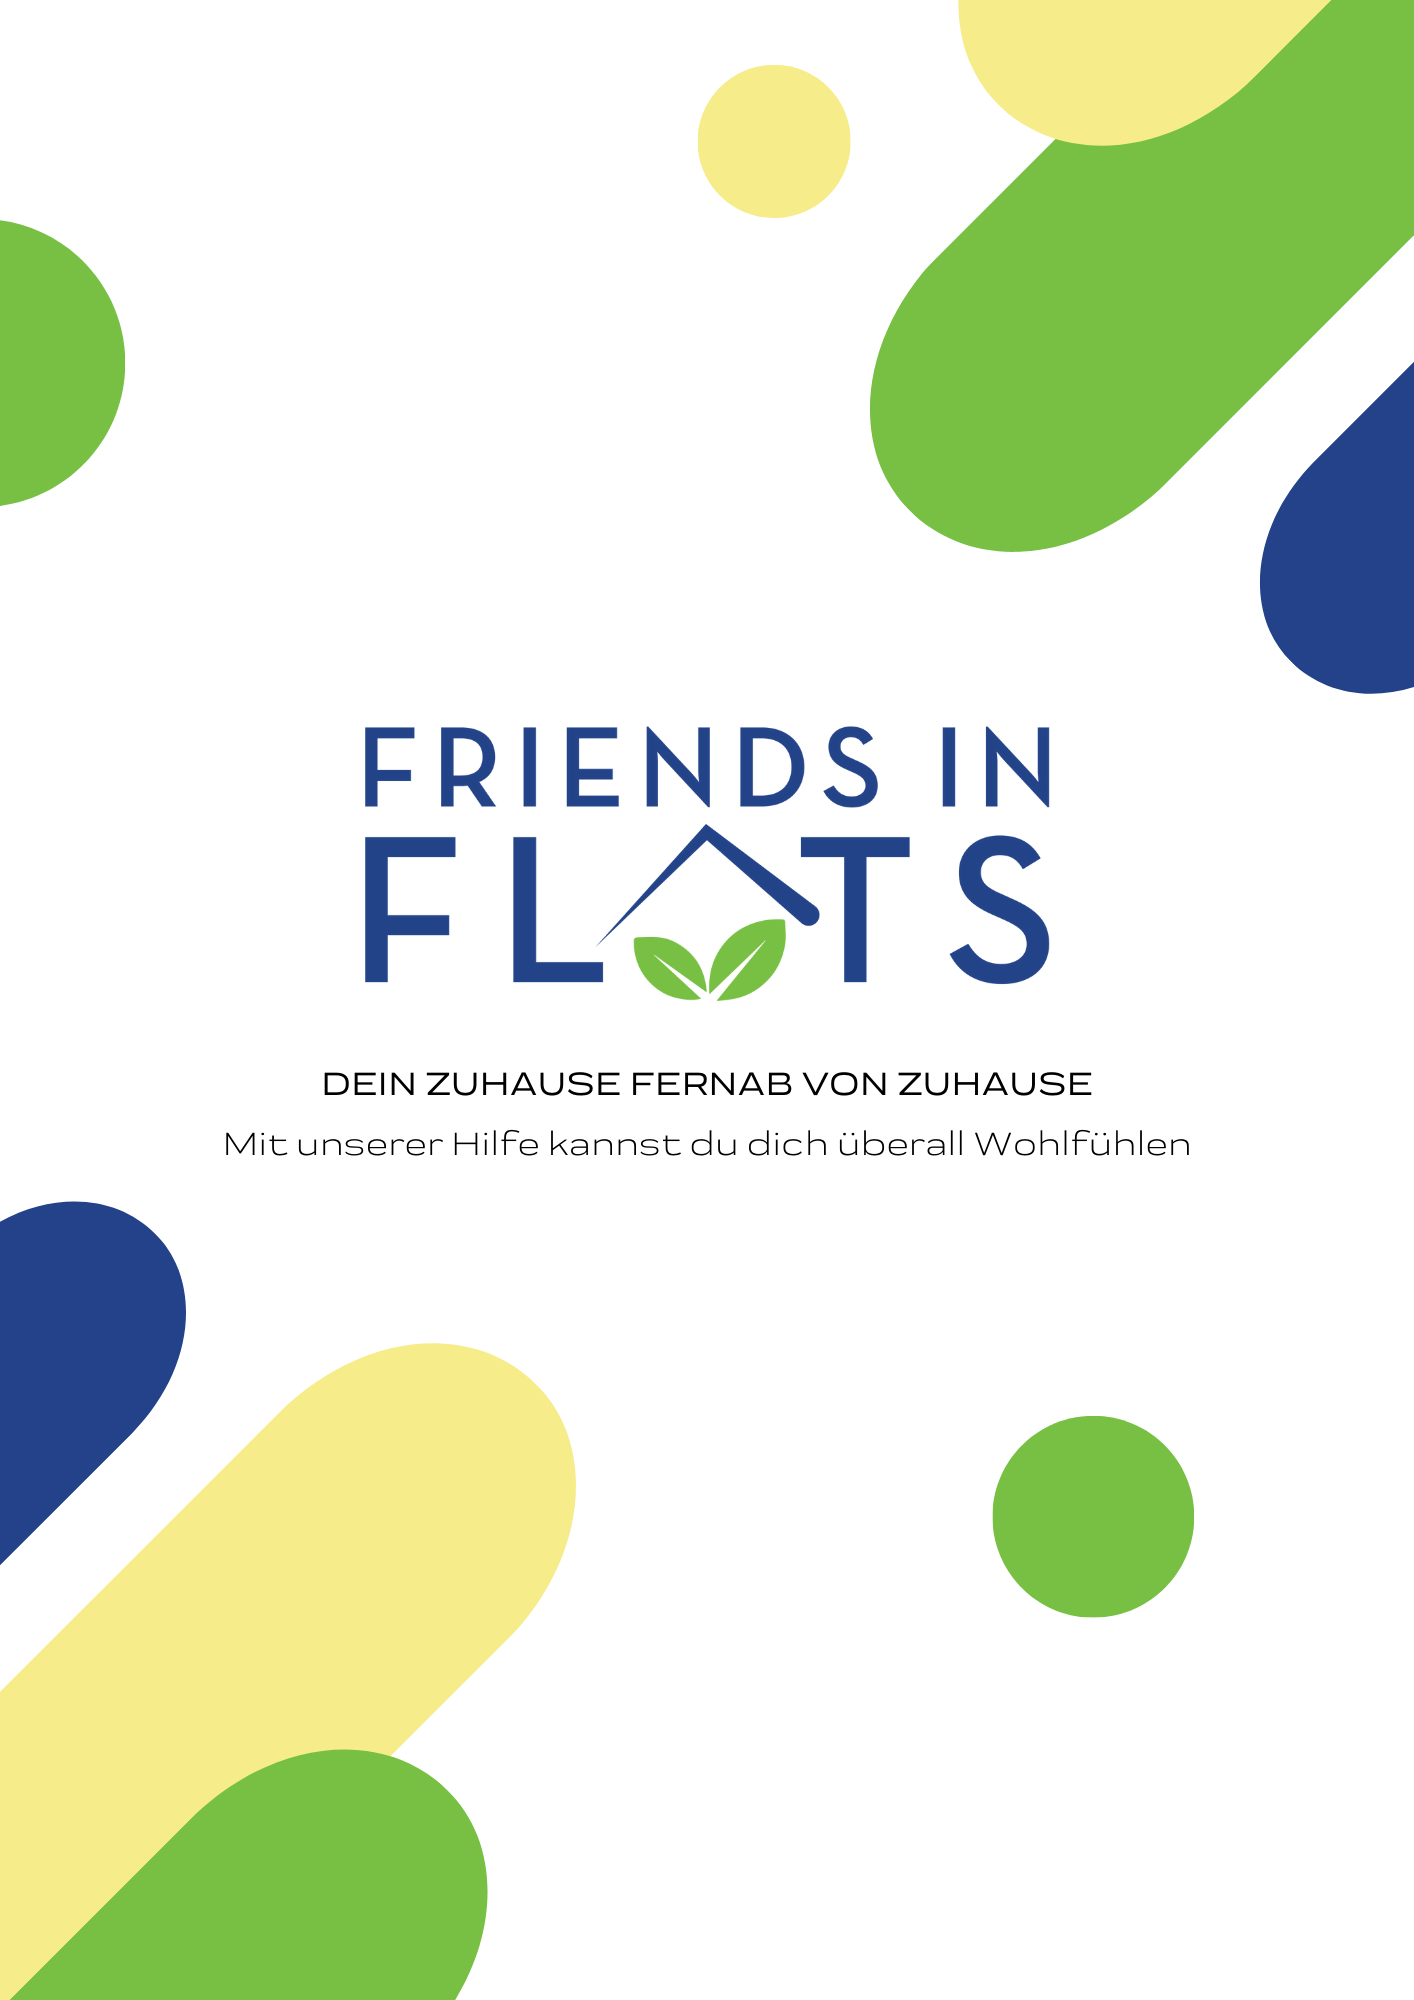 FRIENDS IN
FLATS
DEIN ZUHAUSE FERNAB VON ZUHAUSE
Mit unserer Hilfe kannst du dich überall Wohlfühlen